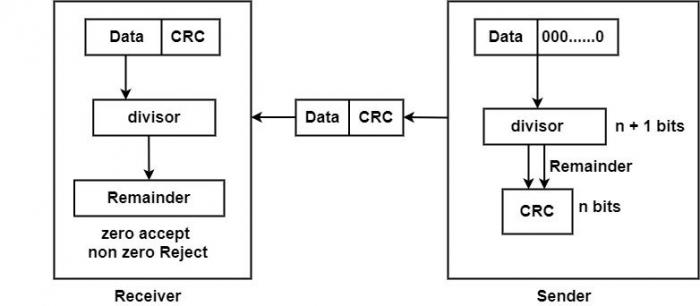 Data CRC
divisor
Remainder
zero accept
non zero Reject
Receiver
Data CRC
Data 000......0
divisor n + 1 bits
Remainder
CRC n bits
Sender